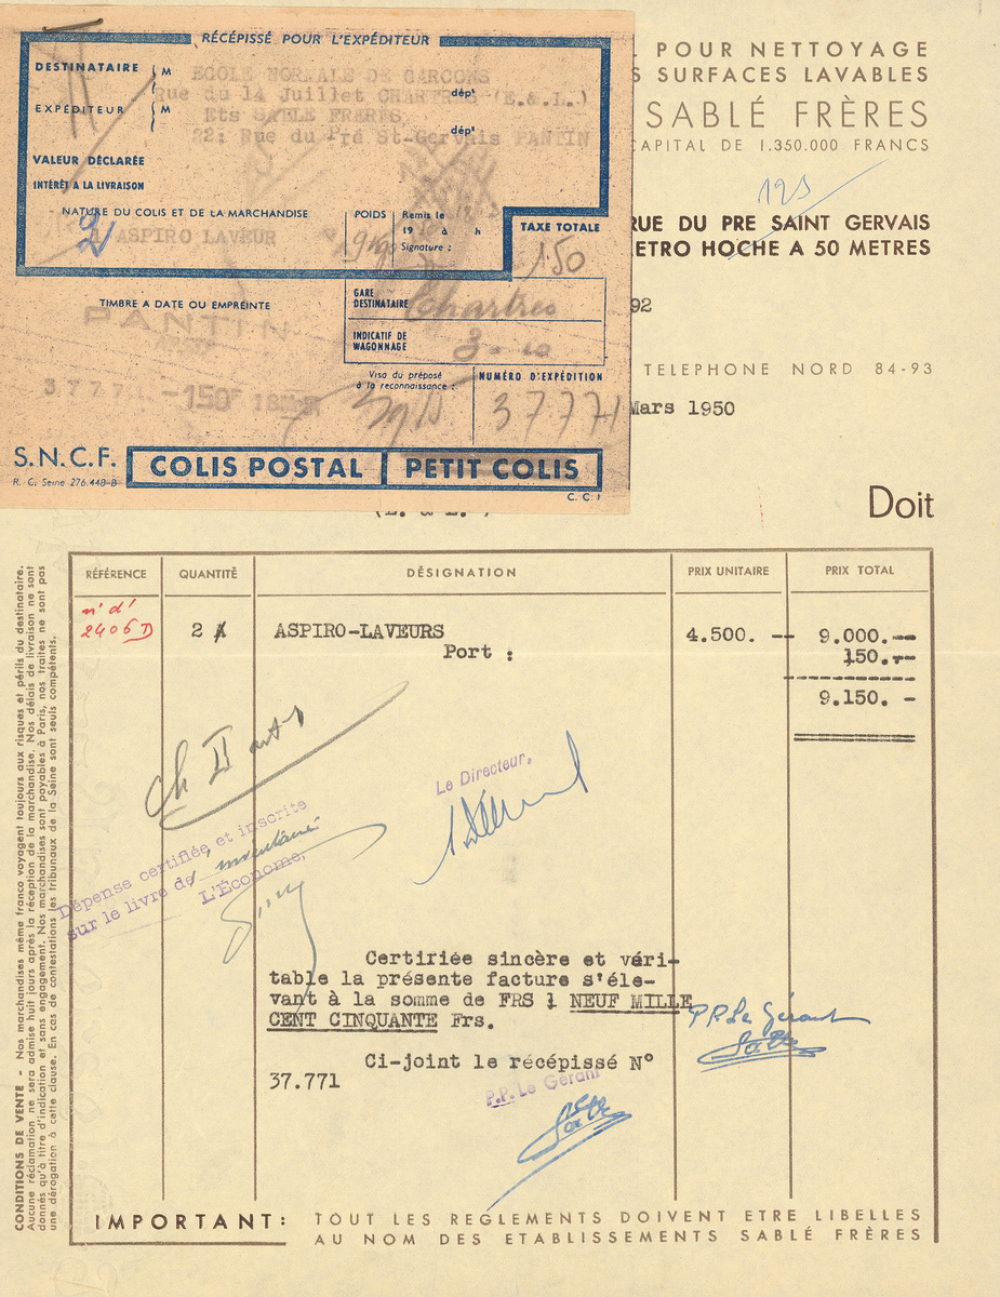 RÉCÉPISSÉ POUR L'EXPÉDITEUR
DESTINATAIRE M ECOLE NORMALE DE GARCONS
Rue du 14 Juillet CHARTRES (E.&.L.) dép¹
EXPÉDITEUR M Ets SABLE FRERES
22: Rue du Pré St-Gervais PANTIN dép¹
VALEUR DÉCLARÉE
INTÉRÊT A LA LIVRAISON
NATURE DU COLIS ET DE LA MARCHANDISE
2 ASPIRO LAVEUR
POIDS
Remis le
19 à h
Signature :
TAXE TOTALE
150
TIMBRE A DATE OU EMPREINTE
PANTIN
GARE DESTINATAIRE Chartres
INDICATIF DE WAGONNAGE
Visa du préposé à la reconnaissance :
NUMÉRO D'EXPÉDITION
37771
3777 -150F
S.N.C.F. COLIS POSTAL PETIT COLIS
R. C. Seine 276.448-B
C. C 1
POUR NETTOYAGE
S SURFACES LAVABLES
SABLÉ FRÈRES
CAPITAL DE 1.350.000 FRANCS
RUE DU PRE SAINT GERVAIS
ETRO HOCHE A 50 METRES
92
TELEPHONE NORD 84-93
Mars 1950
Doit
RÉFÉRENCE QUANTITÉ DÉSIGNATION PRIX UNITAIRE PRIX TOTAL
n° d'
2406 D 2 ASPIRO-LAVEURS 4.500. -- 9.000.--
Port : 150.--
9.150. -
Ch II art
Le Directeur,
Dépense certifiée et inscrite
sur le livre de
L'Économe,
Certifiée sincère et véri-
table la présente facture s'éle-
vant à la somme de FRS : NEUF MILLE
CENT CINQUANTE Frs.
P.P. Le Gérant
Ci-joint le récépissé N°
37.771
P.P. Le Gérant
IMPORTANT: TOUT LES REGLEMENTS DOIVENT ETRE LIBELLES
AU NOM DES ETABLISSEMENTS SABLÉ FRÈRES
CONDITIONS DE VENTE - Nos marchandises même franco voyagent toujours aux risques et périls du destinataire.
Aucune réclamation ne sera admise huit jours après la réception de la marchandise. Nos délais de livraison ne sont
donnés qu'à titre d'indication et sans engagement. Nos marchandises sont payables à Paris, nos traites ne sont pas
une dérogation à cette clause. En cas de contestations les tribunaux de la Seine sont seuls compétents.